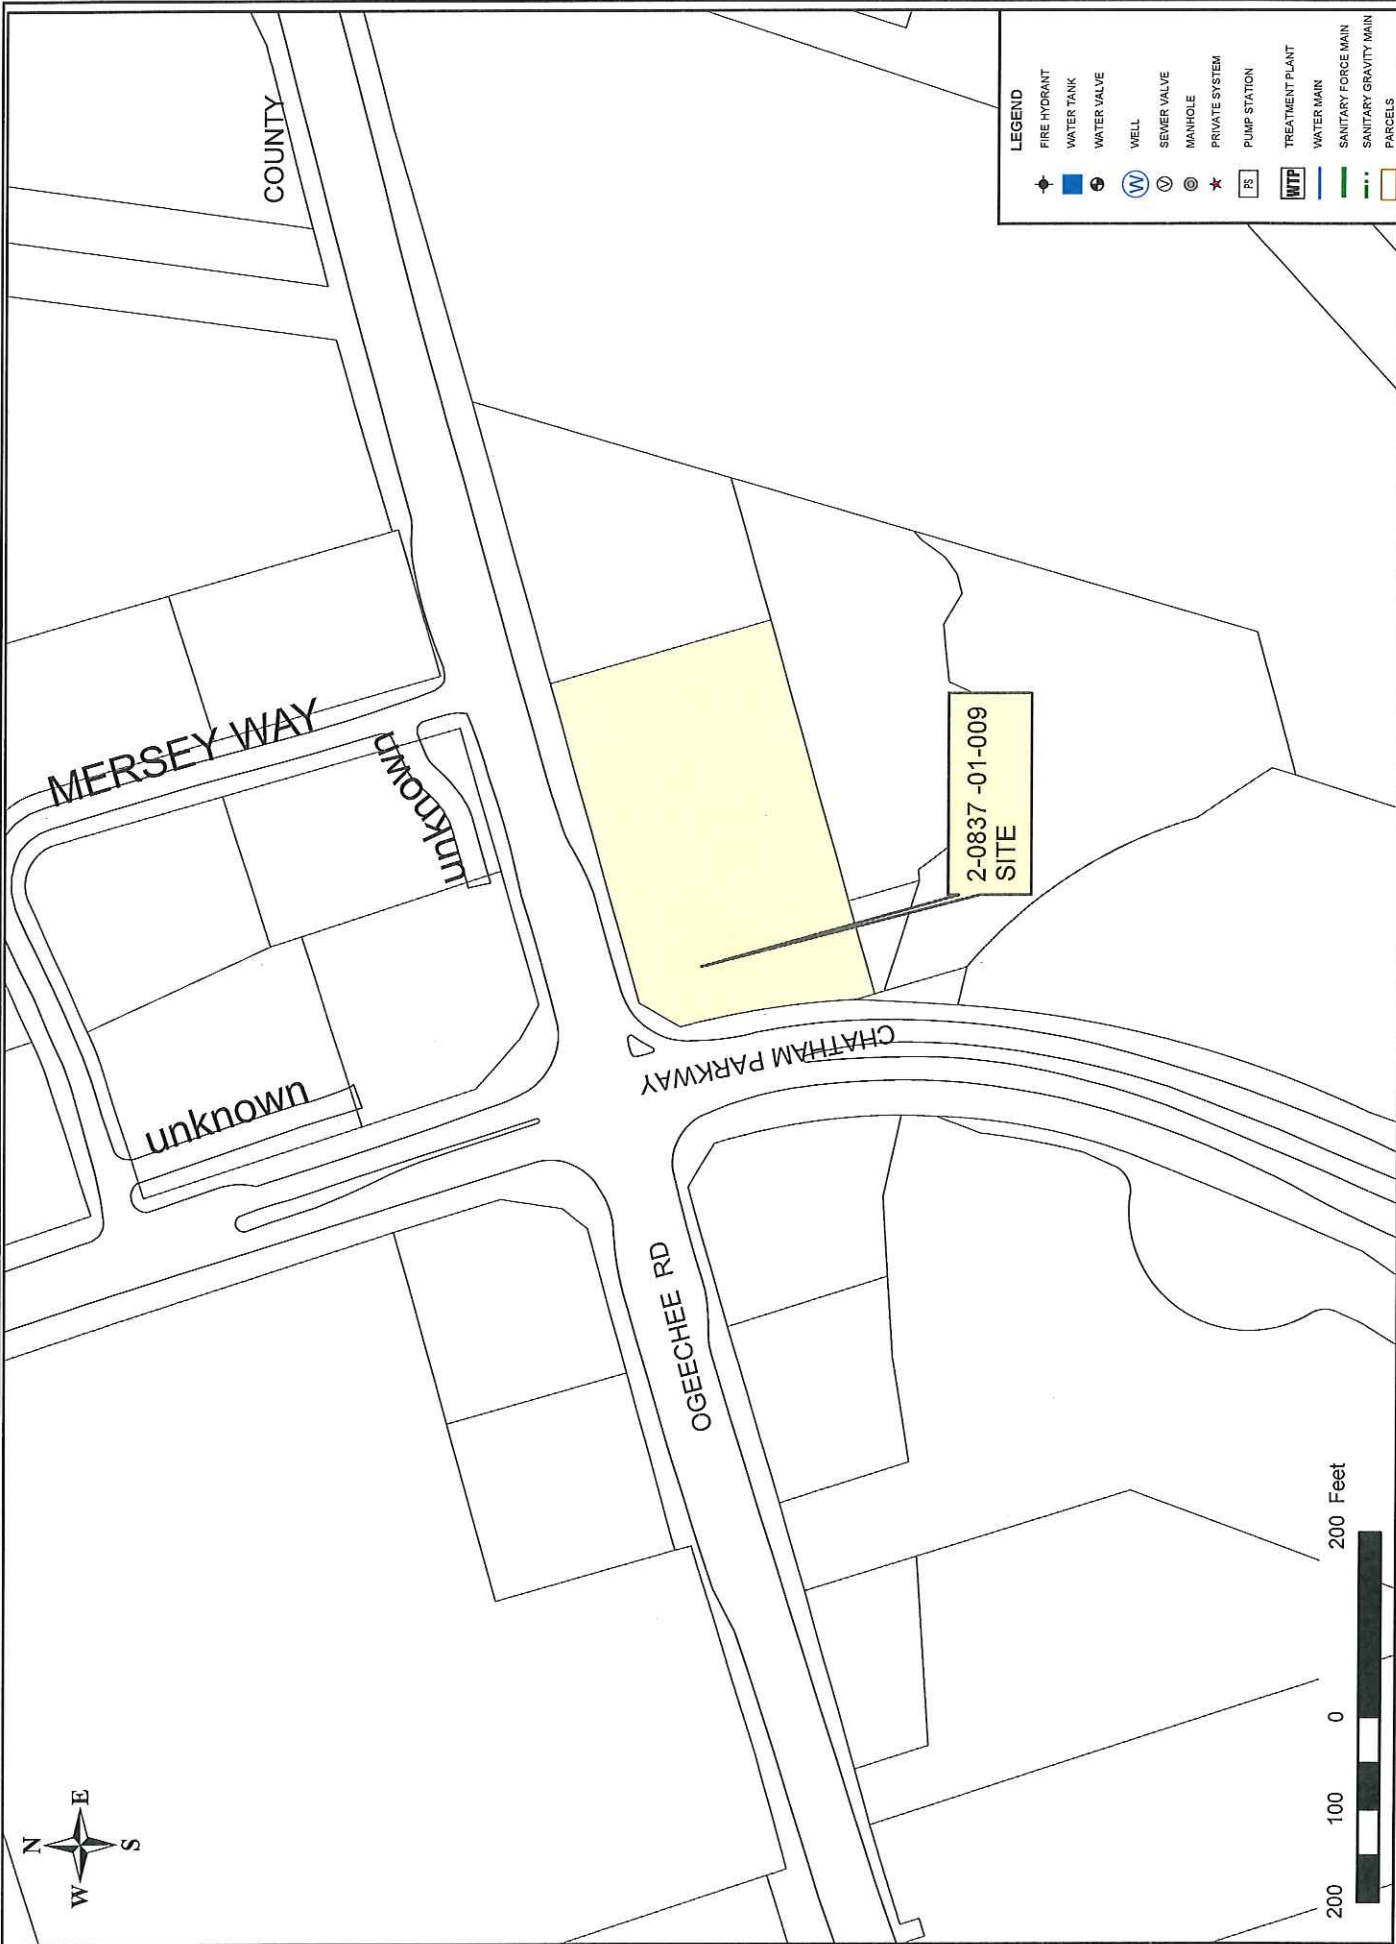 COUNTY
MERSEY WAY
unknown
unknown
CHATHAM PARKWAY
OGEECHEE RD
2-0837 -01-009
SITE
N
W E
S
200 100 0 200 Feet
LEGEND
FIRE HYDRANT
WATER TANK
WATER VALVE
W WELL
V SEWER VALVE
MANHOLE
PRIVATE SYSTEM
PS PUMP STATION
WTP TREATMENT PLANT
WATER MAIN
SANITARY FORCE MAIN
SANITARY GRAVITY MAIN
PARCELS